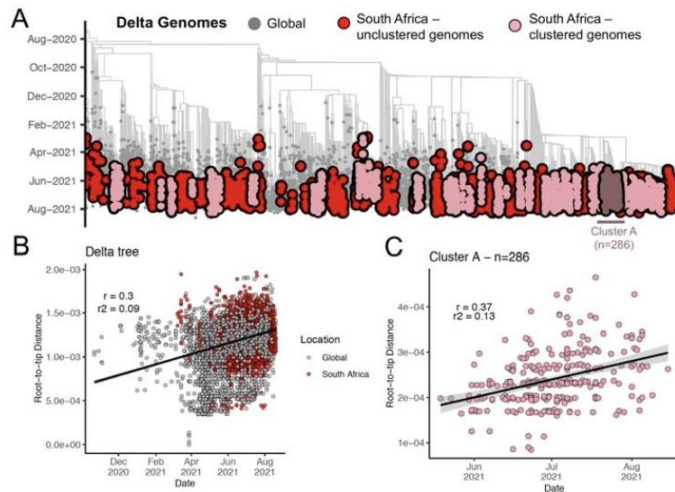 A
Delta Genomes
Global
South Africa –
unclustered genomes
South Africa –
clustered genomes
Aug-2020
Oct-2020
Dec-2020
Feb-2021
Apr-2021
Jun-2021
Aug-2021
Cluster A
(n=286)
B
Delta tree
r = 0.3
r2 = 0.09
Root-to-tip Distance
2.0e-03
1.5e-03
1.0e-03
5.0e-04
0.0e+00
Dec
2020
Feb
2021
Apr
2021
Jun
2021
Aug
2021
Date
Location
Global
South Africa
C
Cluster A – n=286
r = 0.37
r2 = 0.13
Root-to-tip Distance
4e-04
3e-04
2e-04
1e-04
Jun
2021
Jul
2021
Aug
2021
Date